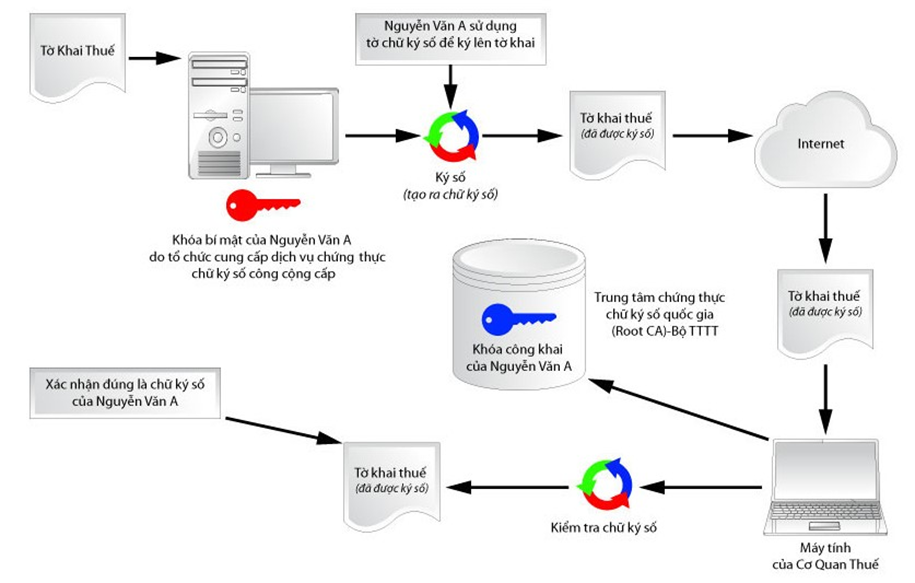 Tờ Khai Thuế
Nguyễn Văn A sử dụng
tờ chữ ký số để ký lên tờ khai
Ký số
(tạo ra chữ ký số)
Tờ khai thuế
(đã được ký số)
Internet
Khóa bí mật của Nguyễn Văn A
do tổ chức cung cấp dịch vụ chứng thực
chữ ký số công cộng cấp
Khóa công khai
của Nguyễn Văn A
Trung tâm chứng thực
chữ ký số quốc gia
(Root CA)-Bộ TTTT
Tờ khai thuế
(đã được ký số)
Xác nhận đúng là chữ ký số
của Nguyễn Văn A
Tờ khai thuế
(đã được ký số)
Kiểm tra chữ ký số
Máy tính
của Cơ Quan Thuế